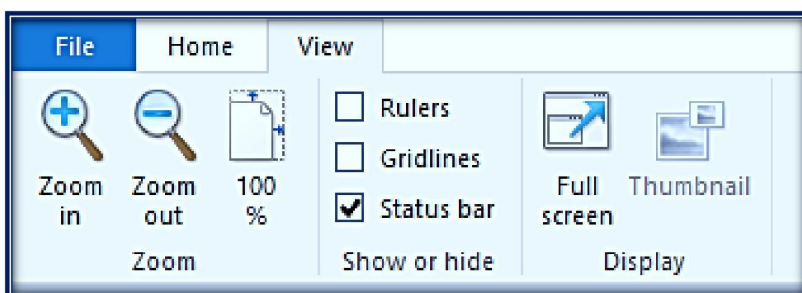 File Home View
Rulers
Gridlines
Status bar
Zoom in
Zoom out
100 %
Full screen
Thumbnail
Zoom
Show or hide
Display